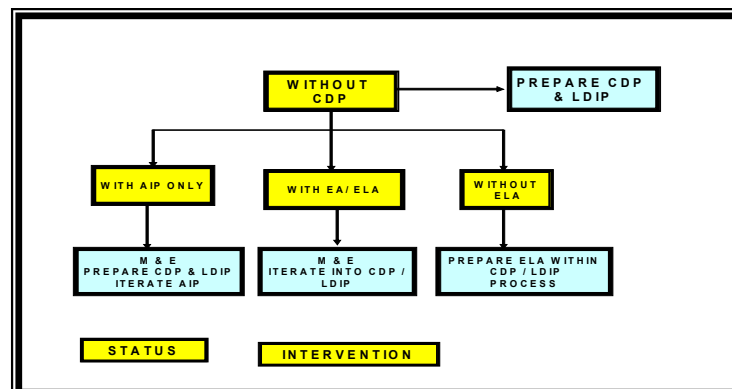 WITHOUT
CDP
PREPARE CDP
& LDIP
WITH AIP ONLY
WITH EA/ ELA
WITHOUT
ELA
M & E
PREPARE CDP & LDIP
ITERATE AIP
M & E
ITERATE INTO CDP /
LDIP
PREPARE ELA WITHIN
CDP / LDIP
PROCESS
STATUS
INTERVENTION